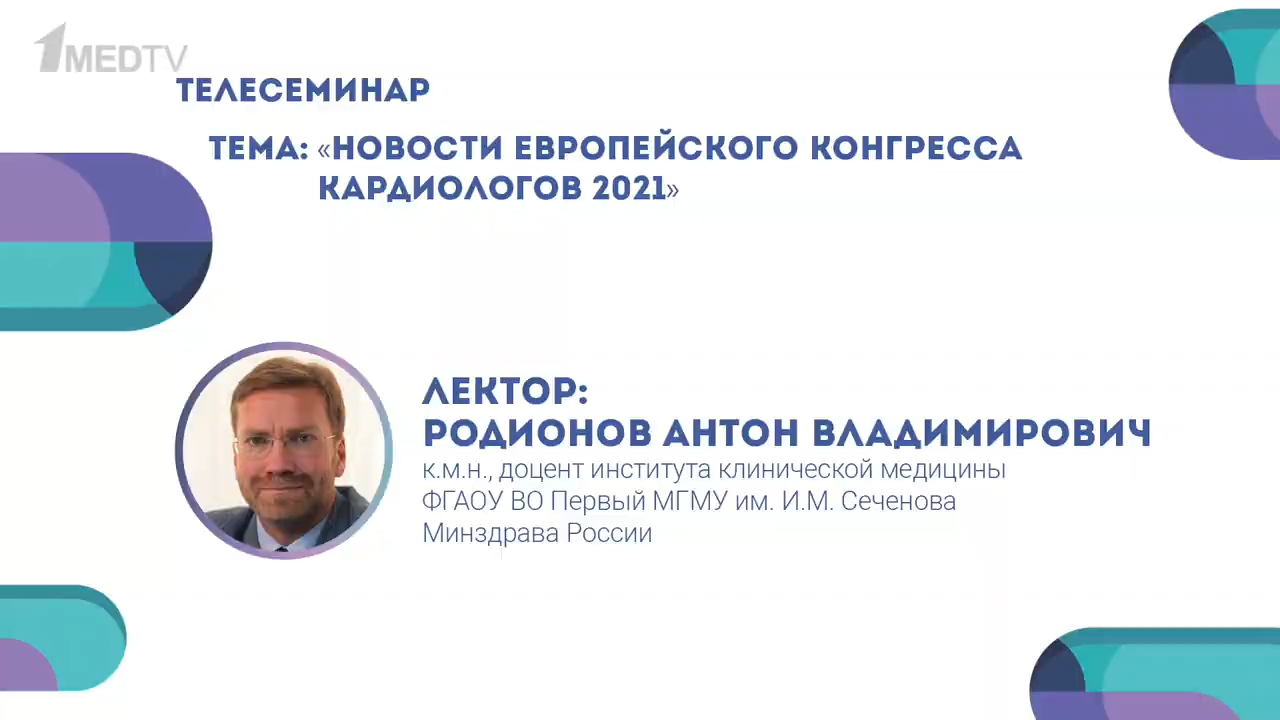 1MEDTV
ТЕЛЕСЕМИНАР
ТЕМА: «НОВОСТИ ЕВРОПЕЙСКОГО КОНГРЕССА
КАРДИОЛОГОВ 2021»
ЛЕКТОР:
РОДИОНОВ АНТОН ВЛАДИМИРОВИЧ
к.м.н., доцент института клинической медицины
ФГАОУ ВО Первый МГМУ им. И.М. Сеченова
Минздрава России